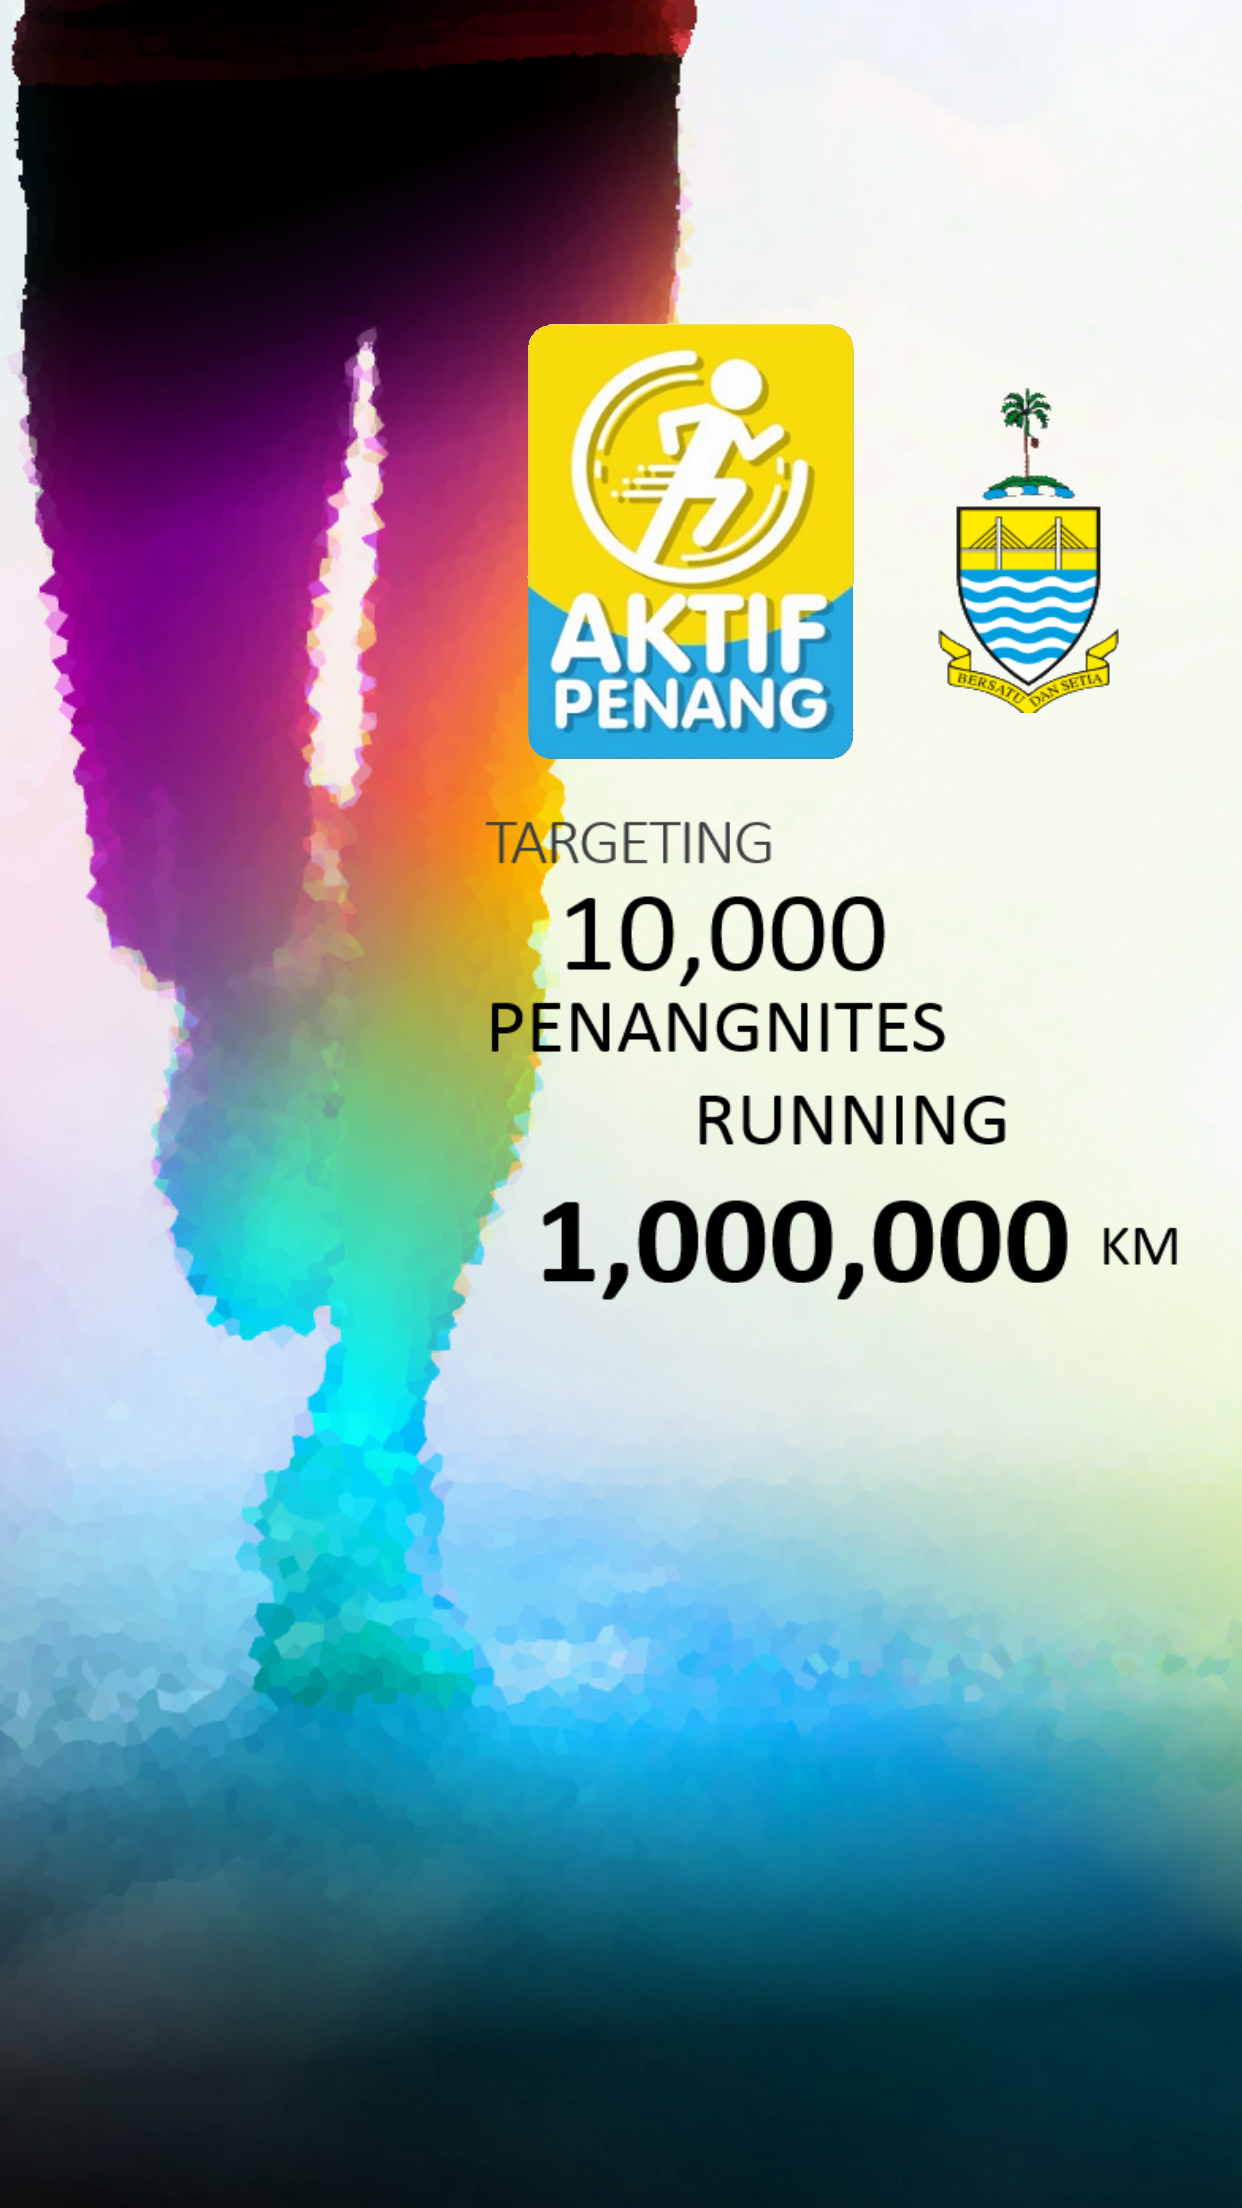 AKTIF
PENANG
BERSATU DAN SETIA
TARGETING
10,000
PENANGNITES
RUNNING
1,000,000 KM